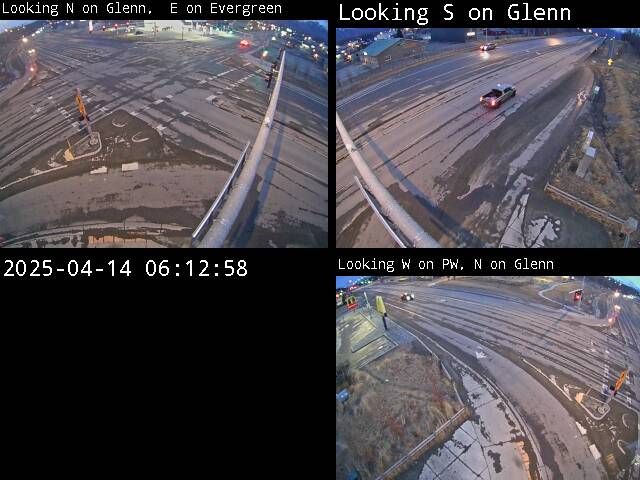 Looking N on Glenn,  E on Evergreen
Looking S on Glenn
2025-04-14 06:12:58
Looking W on PW, N on Glenn